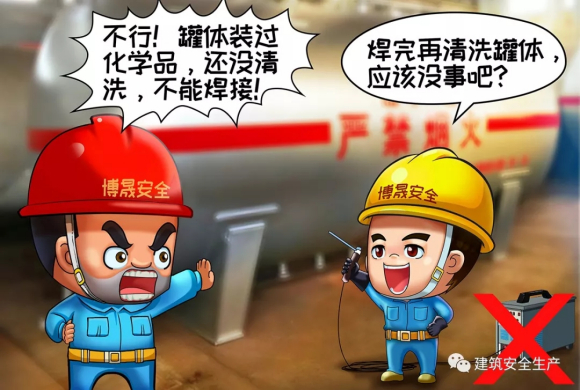 不行！罐体装过
化学品，还没清
洗，不能焊接！
焊完再清洗罐体，
应该没事吧？
严禁烟火
博晟安全
博晟安全
建筑安全生产